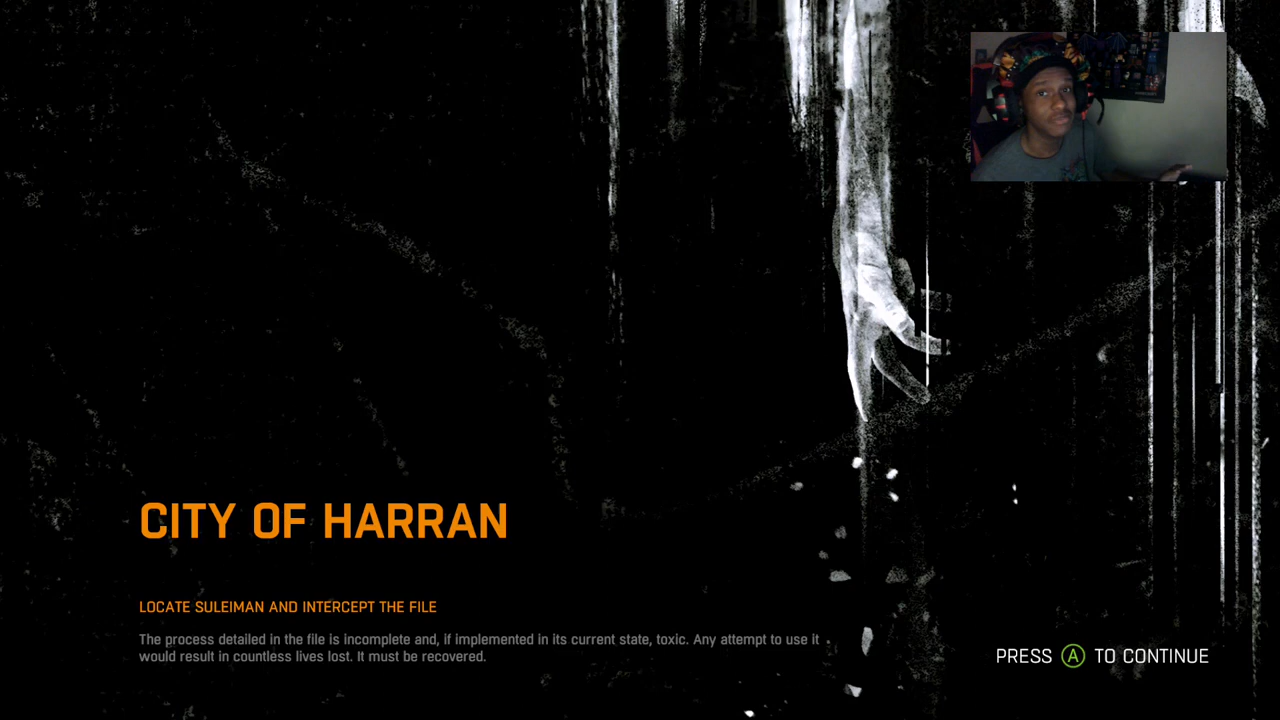 CITY OF HARRAN
LOCATE SULEIMAN AND INTERCEPT THE FILE
The process detailed in the file is incomplete and, if implemented in its current state, toxic. Any attempt to use it
would result in countless lives lost. It must be recovered.
PRESS A TO CONTINUE